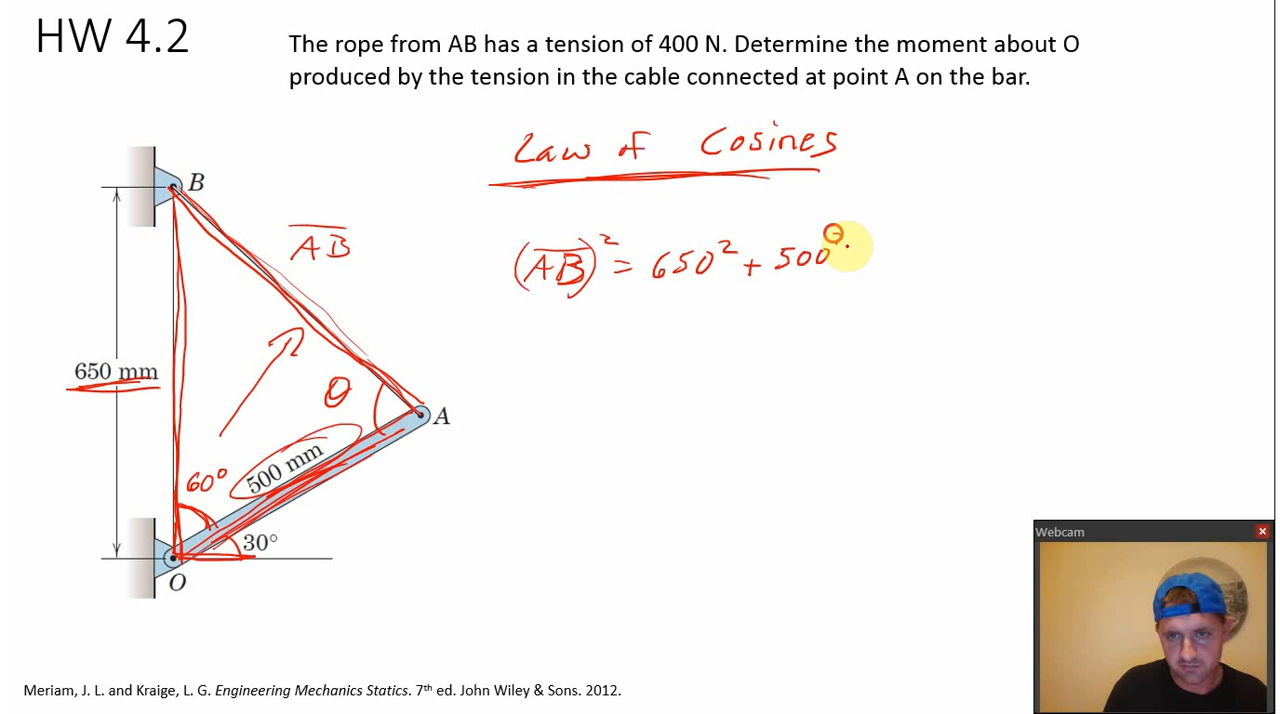 HW 4.2
The rope from AB has a tension of 400 N. Determine the moment about O
produced by the tension in the cable connected at point A on the bar.
Law of Cosines
B
AB
(AB)² = 650² + 500
650 mm
θ
A
60°
500 mm
30°
O
Webcam
Meriam, J. L. and Kraige, L. G. Engineering Mechanics Statics. 7th ed. John Wiley & Sons. 2012.